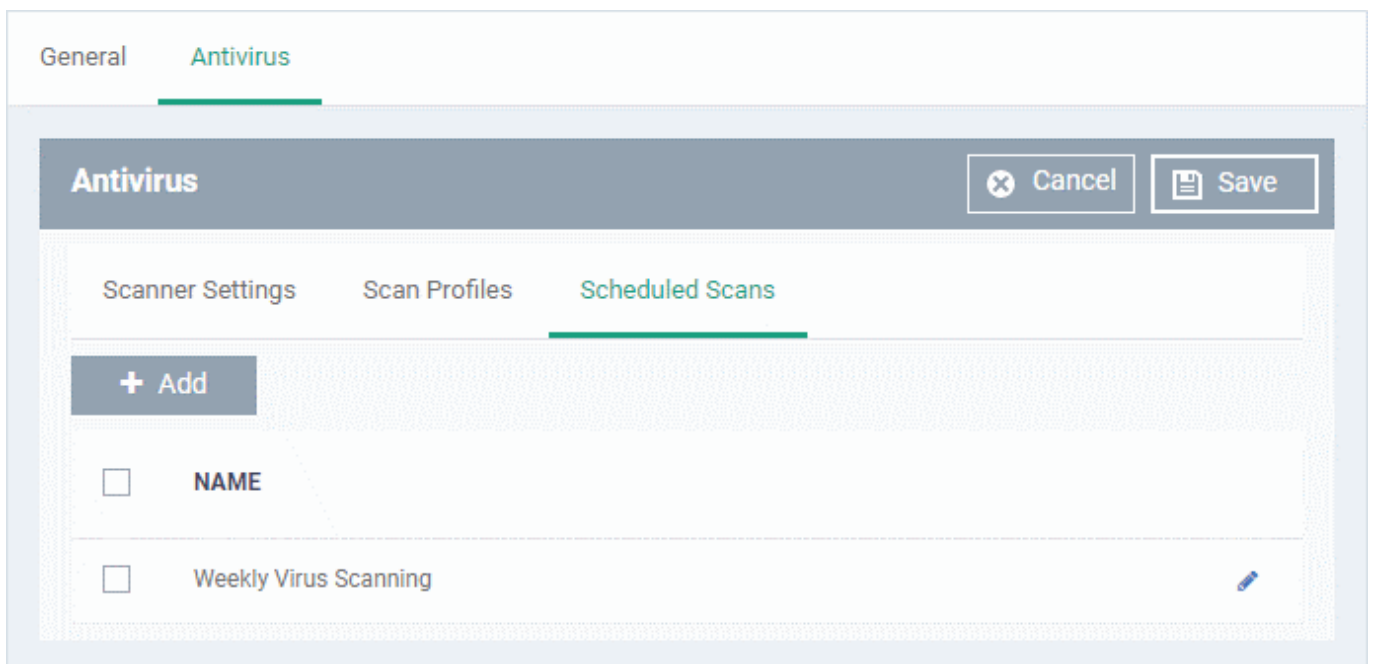 General Antivirus
Antivirus Cancel Save
Scanner Settings Scan Profiles Scheduled Scans
+ Add
NAME
Weekly Virus Scanning